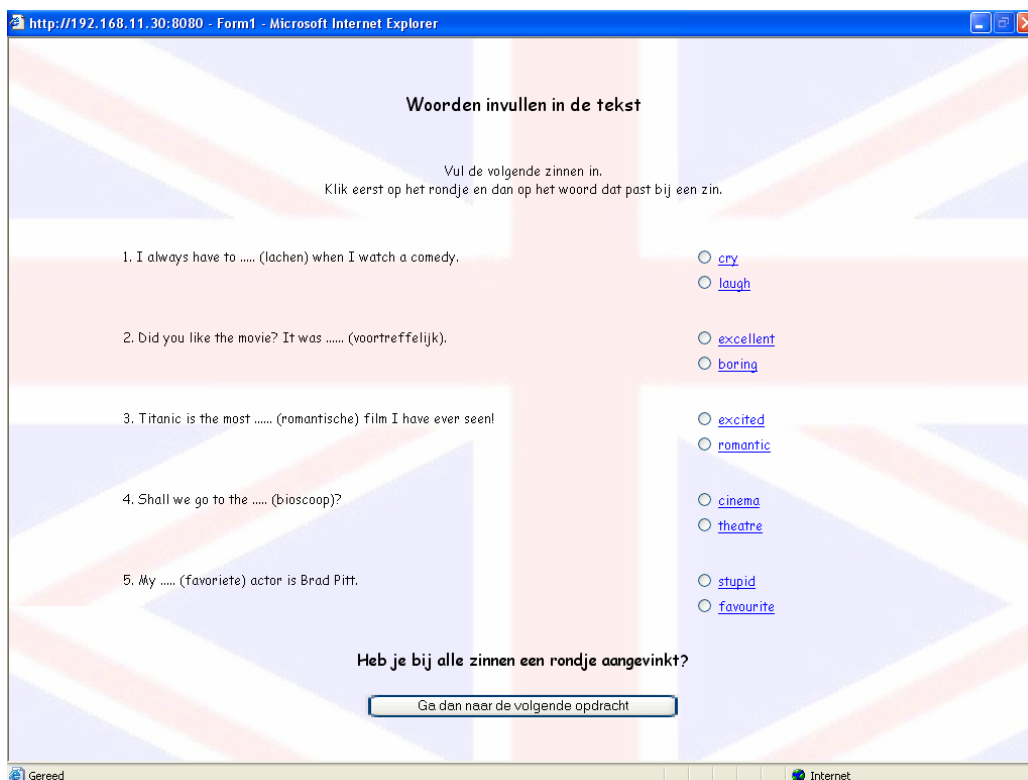 http://192.168.11.30:8080 - Form1 - Microsoft Internet Explorer
Woorden invullen in de tekst
Vul de volgende zinnen in.
Klik eerst op het rondje en dan op het woord dat past bij een zin.
1. I always have to ..... (lachen) when I watch a comedy.
cry
laugh
2. Did you like the movie? It was ...... (voortreffelijk).
excellent
boring
3. Titanic is the most ...... (romantische) film I have ever seen!
excited
romantic
4. Shall we go to the ..... (bioscoop)?
cinema
theatre
5. My ..... (favoriete) actor is Brad Pitt.
stupid
favourite
Heb je bij alle zinnen een rondje aangevinkt?
Ga dan naar de volgende opdracht
Gereed
Internet